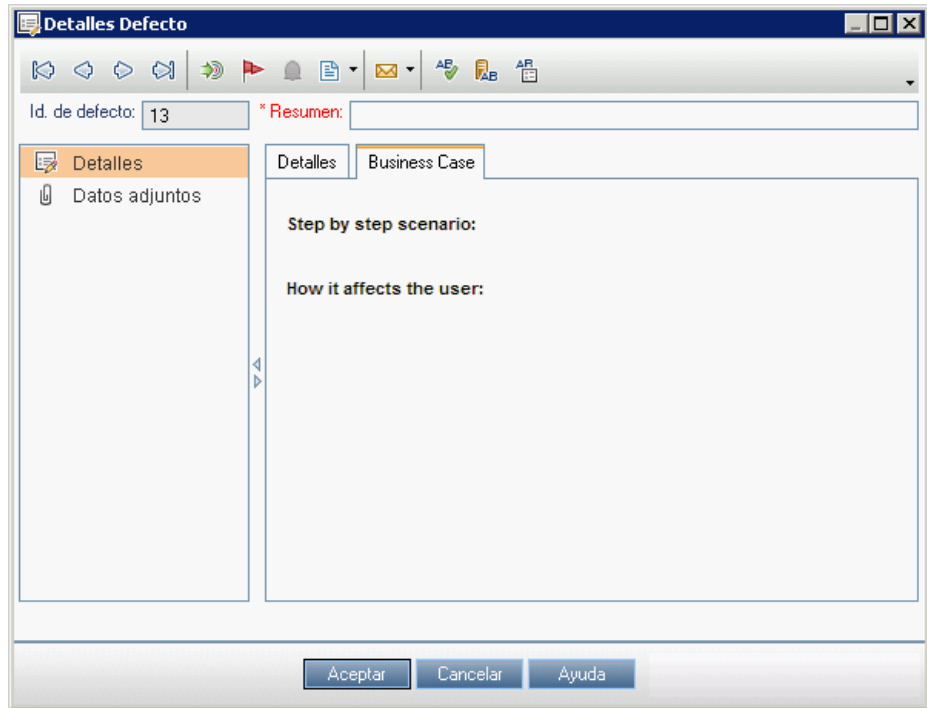 Detalles Defecto
Id. de defecto: 13 * Resumen:
Detalles
Datos adjuntos
Detalles Business Case
Step by step scenario:
How it affects the user:
Aceptar Cancelar Ayuda